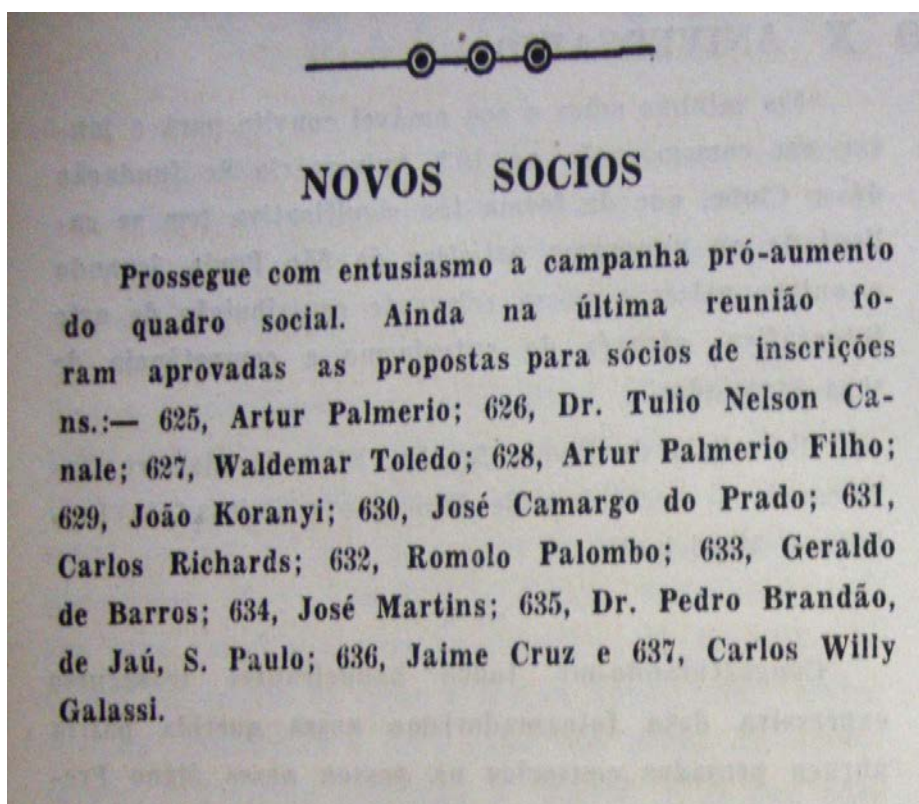 NOVOS SOCIOS
Prossegue com entusiasmo a campanha pró-aumento
do quadro social. Ainda na última reunião fo-
ram aprovadas as propostas para sócios de inscrições
ns.:— 625, Artur Palmerio; 626, Dr. Tulio Nelson Ca-
nale; 627, Waldemar Toledo; 628, Artur Palmerio Filho;
629, João Koranyi; 630, José Camargo do Prado; 631,
Carlos Richards; 632, Romolo Palombo; 633, Geraldo
de Barros; 634, José Martins; 635, Dr. Pedro Brandão,
de Jaú, S. Paulo; 636, Jaime Cruz e 637, Carlos Willy
Galassi.